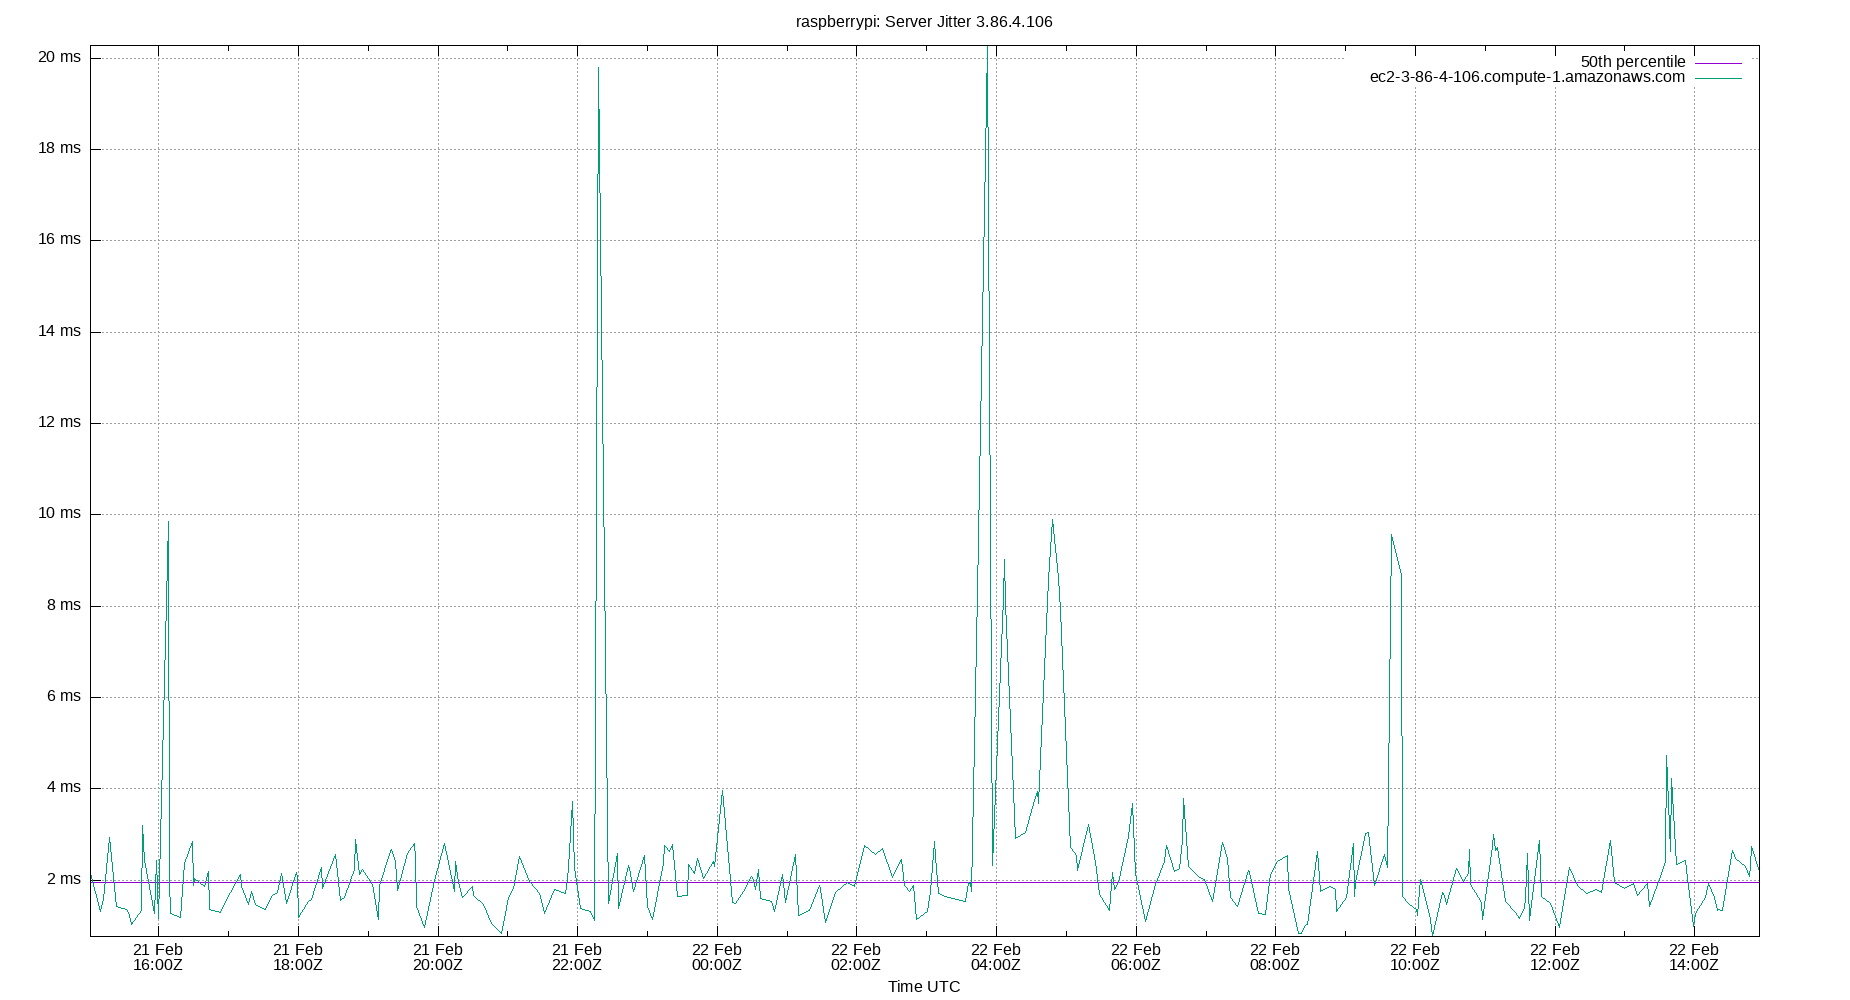 raspberrypi: Server Jitter 3.86.4.106
20 ms
18 ms
16 ms
14 ms
12 ms
10 ms
8 ms
6 ms
4 ms
2 ms
50th percentile
ec2-3-86-4-106.compute-1.amazonaws.com
21 Feb
16:00Z
21 Feb
18:00Z
21 Feb
20:00Z
21 Feb
22:00Z
22 Feb
00:00Z
22 Feb
02:00Z
22 Feb
04:00Z
22 Feb
06:00Z
22 Feb
08:00Z
22 Feb
10:00Z
22 Feb
12:00Z
22 Feb
14:00Z
Time UTC